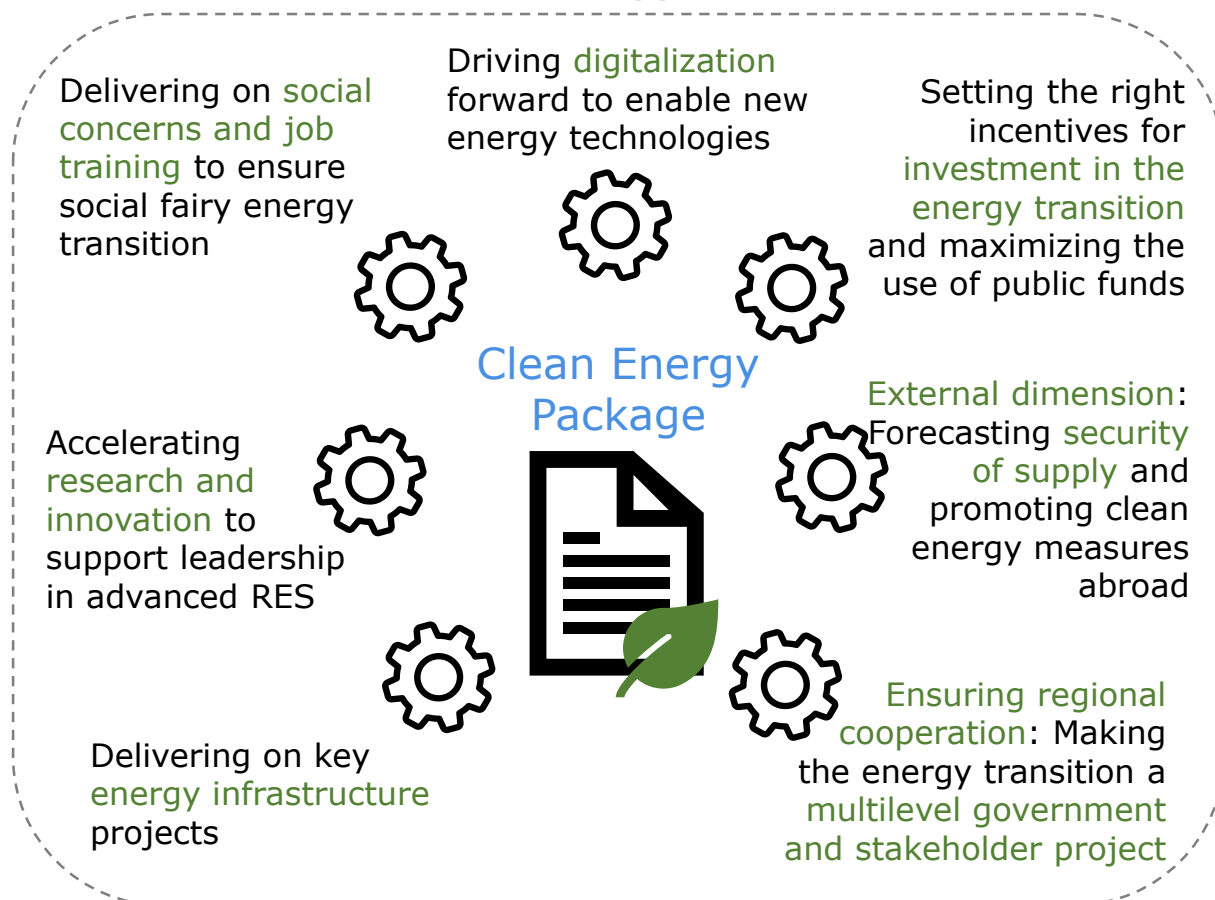 Driving digitalization
forward to enable new
energy technologies
Delivering on social
concerns and job
training to ensure
social fairy energy
transition
Setting the right
incentives for
investment in the
energy transition
and maximizing the
use of public funds
Clean Energy
Package
External dimension:
Forecasting security
of supply and
promoting clean
energy measures
abroad
Accelerating
research and
innovation to
support leadership
in advanced RES
Ensuring regional
cooperation: Making
the energy transition a
multilevel government
and stakeholder project
Delivering on key
energy infrastructure
projects